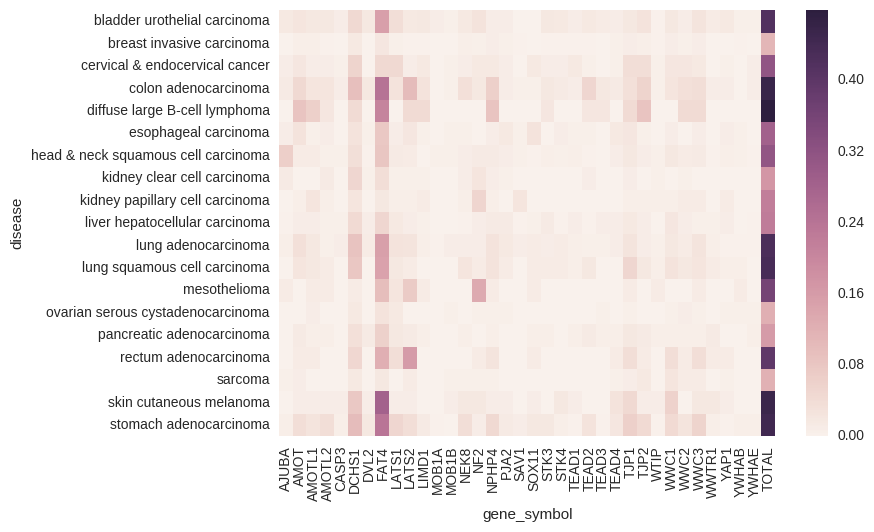 bladder urothelial carcinoma
breast invasive carcinoma
cervical & endocervical cancer
colon adenocarcinoma
diffuse large B-cell lymphoma
esophageal carcinoma
head & neck squamous cell carcinoma
kidney clear cell carcinoma
kidney papillary cell carcinoma
liver hepatocellular carcinoma
lung adenocarcinoma
lung squamous cell carcinoma
mesothelioma
ovarian serous cystadenocarcinoma
pancreatic adenocarcinoma
rectum adenocarcinoma
sarcoma
skin cutaneous melanoma
stomach adenocarcinoma
disease
AJUBA
AMOT
AMOTL1
AMOTL2
CASP3
DCHS1
DVL2
FAT4
LATS1
LATS2
LIMD1
MOB1A
MOB1B
NEK8
NF2
NPHP4
PJA2
SAV1
SOX11
STK3
STK4
TEAD1
TEAD2
TEAD3
TEAD4
TJP1
TJP2
WTIP
WWC1
WWC2
WWC3
WWTR1
YAP1
YWHAB
YWHAE
TOTAL
gene_symbol
0.40
0.32
0.24
0.16
0.08
0.00